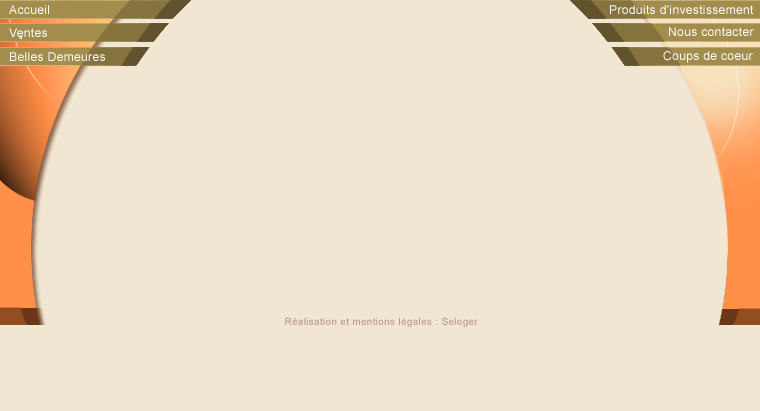 Accueil
Produits d'investissement
Ventes
Nous contacter
Belles Demeures
Coups de coeur
Réalisation et mentions légales : Seloger